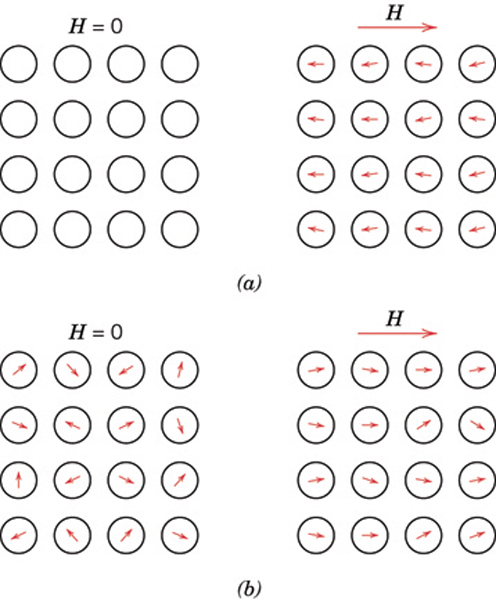 H = 0
H
(a)
H = 0
H
(b)